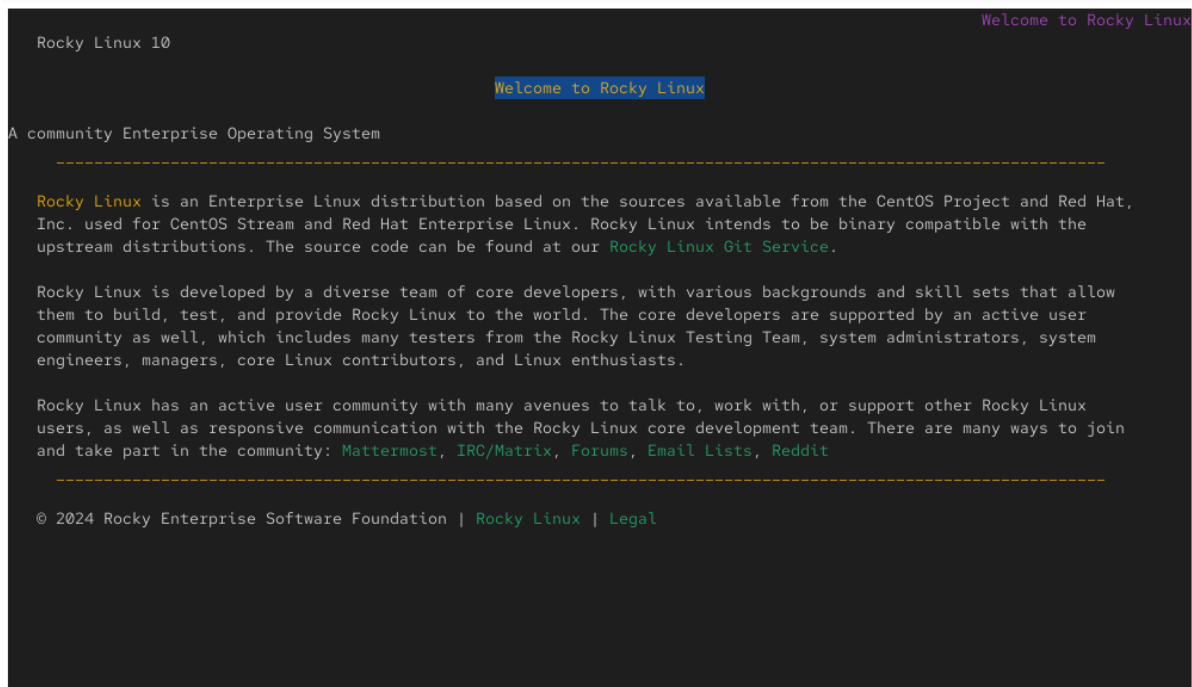 Welcome to Rocky Linux
Rocky Linux 10
Welcome to Rocky Linux
A community Enterprise Operating System
Rocky Linux is an Enterprise Linux distribution based on the sources available from the CentOS Project and Red Hat,
Inc. used for CentOS Stream and Red Hat Enterprise Linux. Rocky Linux intends to be binary compatible with the
upstream distributions. The source code can be found at our Rocky Linux Git Service.
Rocky Linux is developed by a diverse team of core developers, with various backgrounds and skill sets that allow
them to build, test, and provide Rocky Linux to the world. The core developers are supported by an active user
community as well, which includes many testers from the Rocky Linux Testing Team, system administrators, system
engineers, managers, core Linux contributors, and Linux enthusiasts.
Rocky Linux has an active user community with many avenues to talk to, work with, or support other Rocky Linux
users, as well as responsive communication with the Rocky Linux core development team. There are many ways to join
and take part in the community: Mattermost, IRC/Matrix, Forums, Email Lists, Reddit
© 2024 Rocky Enterprise Software Foundation | Rocky Linux | Legal